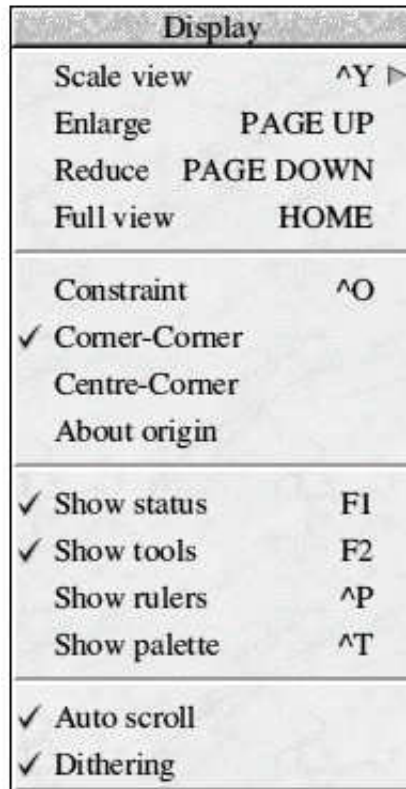 Display
Scale view ^Y
Enlarge PAGE UP
Reduce PAGE DOWN
Full view HOME
Constraint ^O
✓ Corner-Corner
Centre-Corner
About origin
✓ Show status F1
✓ Show tools F2
Show rulers ^P
Show palette ^T
✓ Auto scroll
✓ Dithering